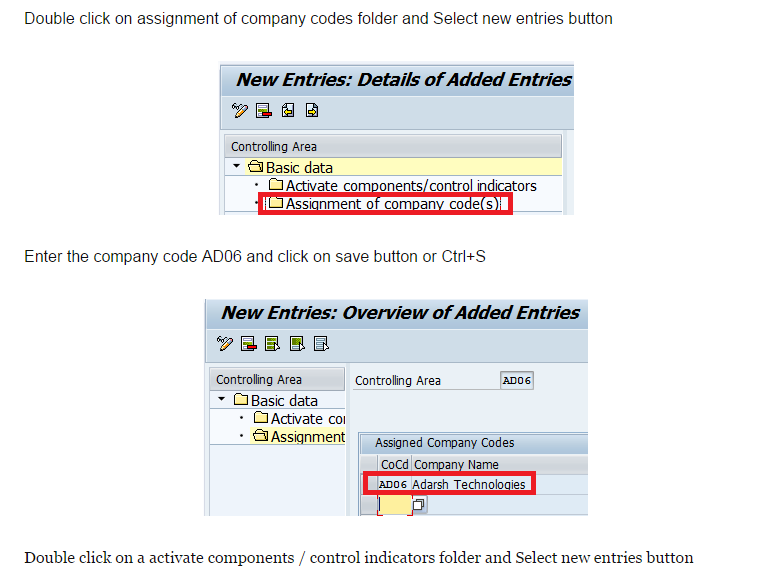 Double click on assignment of company codes folder and Select new entries button
New Entries: Details of Added Entries
Controlling Area
Basic data
Activate components/control indicators
Assignment of company code(s)
Enter the company code AD06 and click on save button or Ctrl+S
New Entries: Overview of Added Entries
Controlling Area
Controlling Area AD06
Basic data
Activate co
Assignment
Assigned Company Codes
CoCd Company Name
AD06 Adarsh Technologies
Double click on a activate components / control indicators folder and Select new entries button